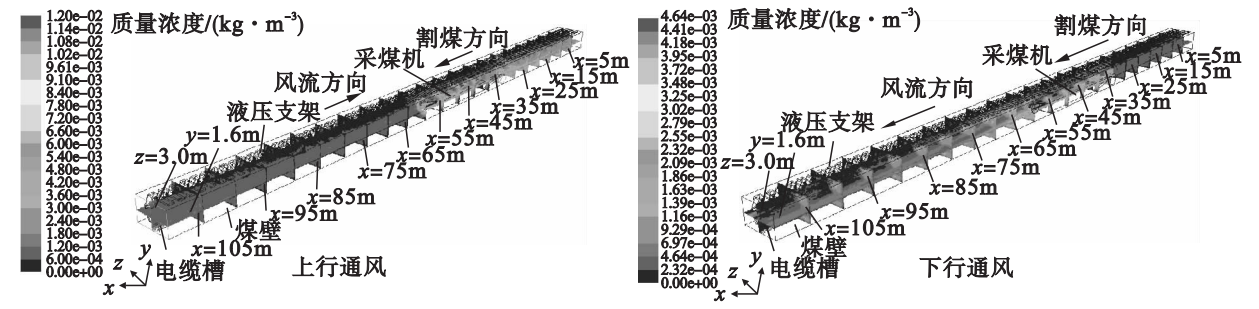 质量浓度/(kg·m⁻³)
1.20e-02
1.14e-02
1.08e-02
1.02e-02
9.61e-03
9.10e-03
8.40e-03
7.80e-03
7.20e-03
6.60e-03
6.00e-03
5.40e-03
4.80e-03
4.20e-03
3.60e-03
3.00e-03
2.40e-03
1.80e-03
1.20e-03
6.00e-04
0.00e+00
割煤方向
采煤机
风流方向
液压支架
y=1.6m
z=3.0m
x=5m
x=15m
x=25m
x=35m
x=45m
x=55m
x=65m
x=75m
x=85m
x=95m
x=105m
煤壁
电缆槽
y
z
x
上行通风
质量浓度/(kg·m⁻³)
4.64e-03
4.41e-03
4.18e-03
3.95e-03
3.72e-03
3.48e-03
3.25e-03
3.02e-03
2.79e-03
2.55e-03
2.32e-03
2.09e-03
1.86e-03
1.63e-03
1.39e-03
1.16e-03
9.29e-04
6.97e-04
4.64e-04
2.32e-04
0.00e+00
割煤方向
采煤机
风流方向
液压支架
y=1.6m
z=3.0m
x=5m
x=15m
x=25m
x=35m
x=45m
x=55m
x=65m
x=75m
x=85m
x=95m
x=105m
煤壁
电缆槽
y
z
x
下行通风